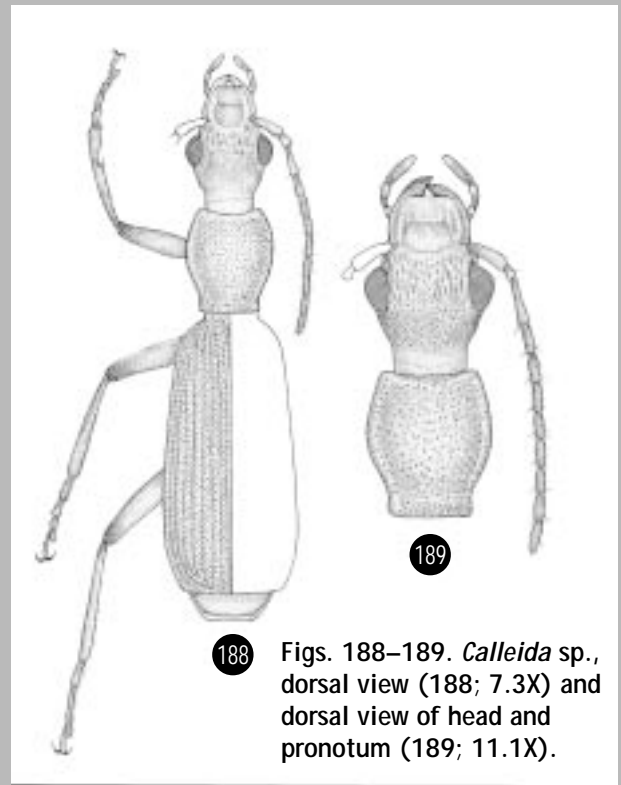 189
188
Figs. 188–189. Calleida sp.,
dorsal view (188; 7.3X) and
dorsal view of head and
pronotum (189; 11.1X).